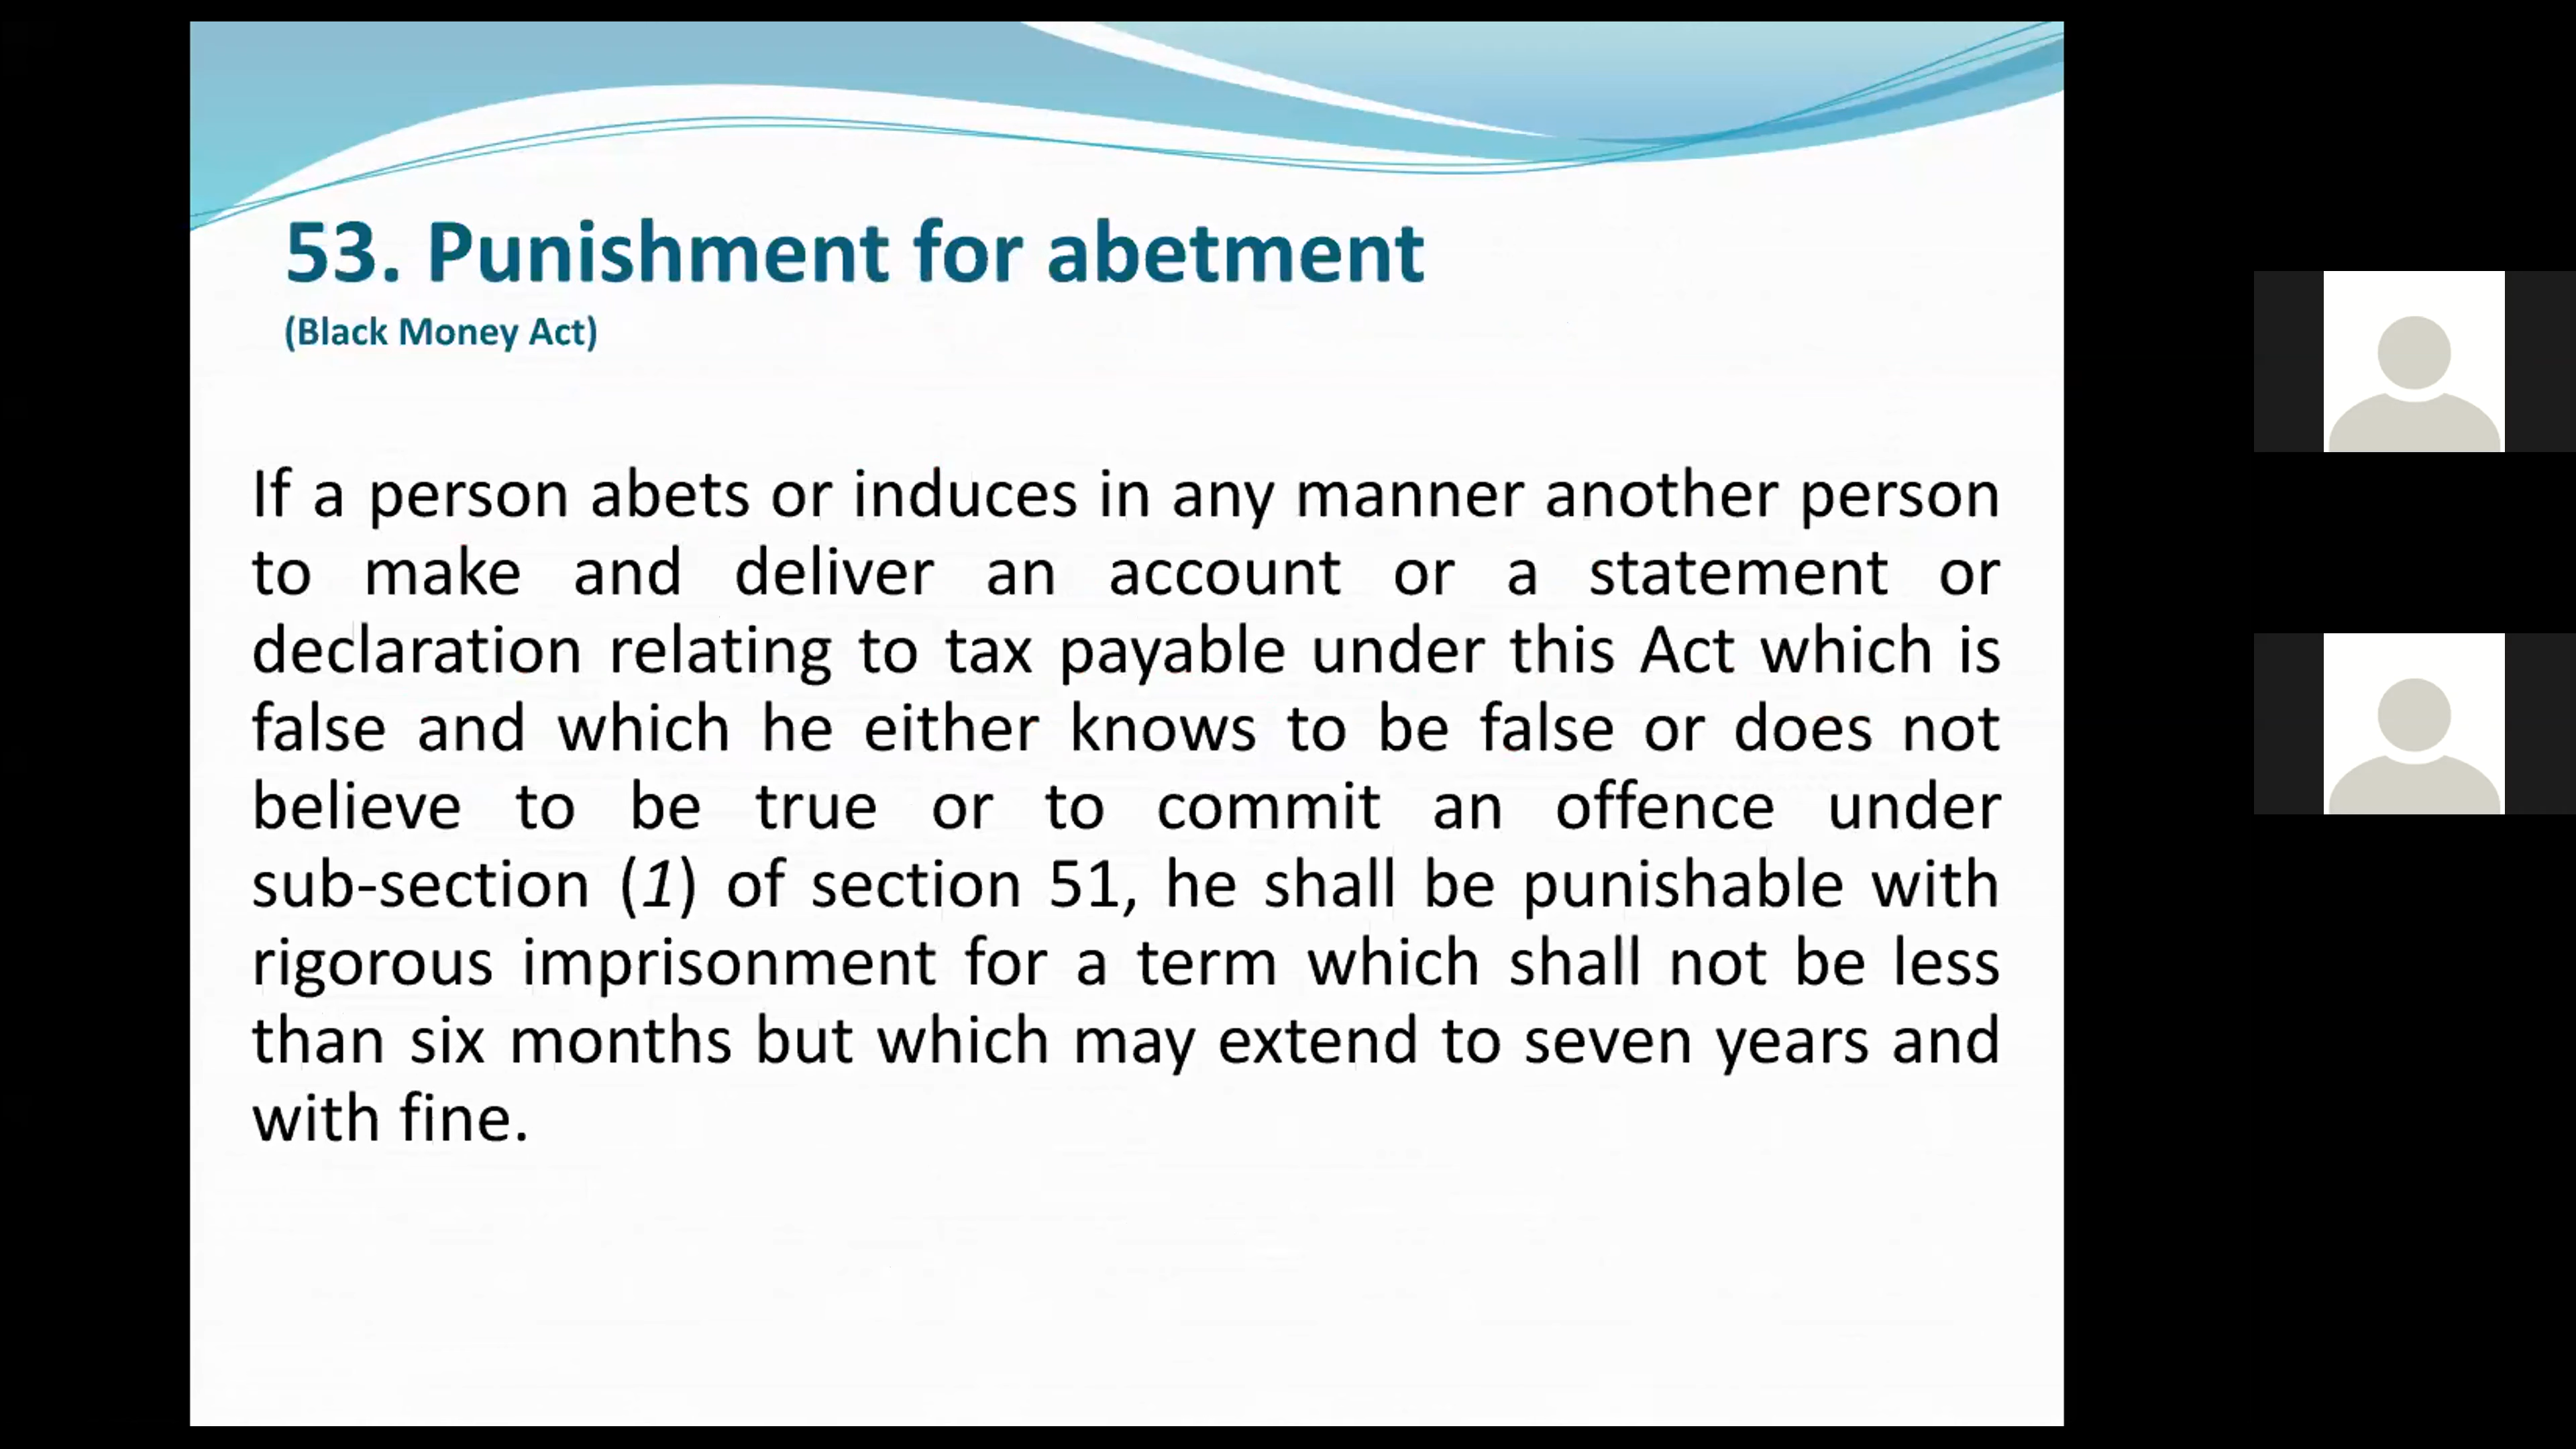 53. Punishment for abetment
(Black Money Act)
If a person abets or induces in any manner another person
to make and deliver an account or a statement or
declaration relating to tax payable under this Act which is
false and which he either knows to be false or does not
believe to be true or to commit an offence under
sub-section (1) of section 51, he shall be punishable with
rigorous imprisonment for a term which shall not be less
than six months but which may extend to seven years and
with fine.